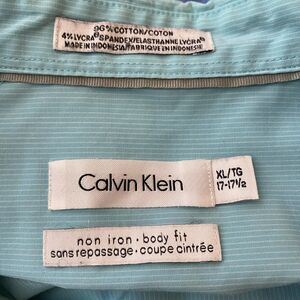 96% COTTON/COTON
4% LYCRA® SPANDEX/ELASTHANNE LYCRA®
MADE IN INDONESIA/FABRIQUE EN INDONESIE
Calvin Klein
XL/TG
17-17½
non iron · body fit
sans repassage · coupe cintrée